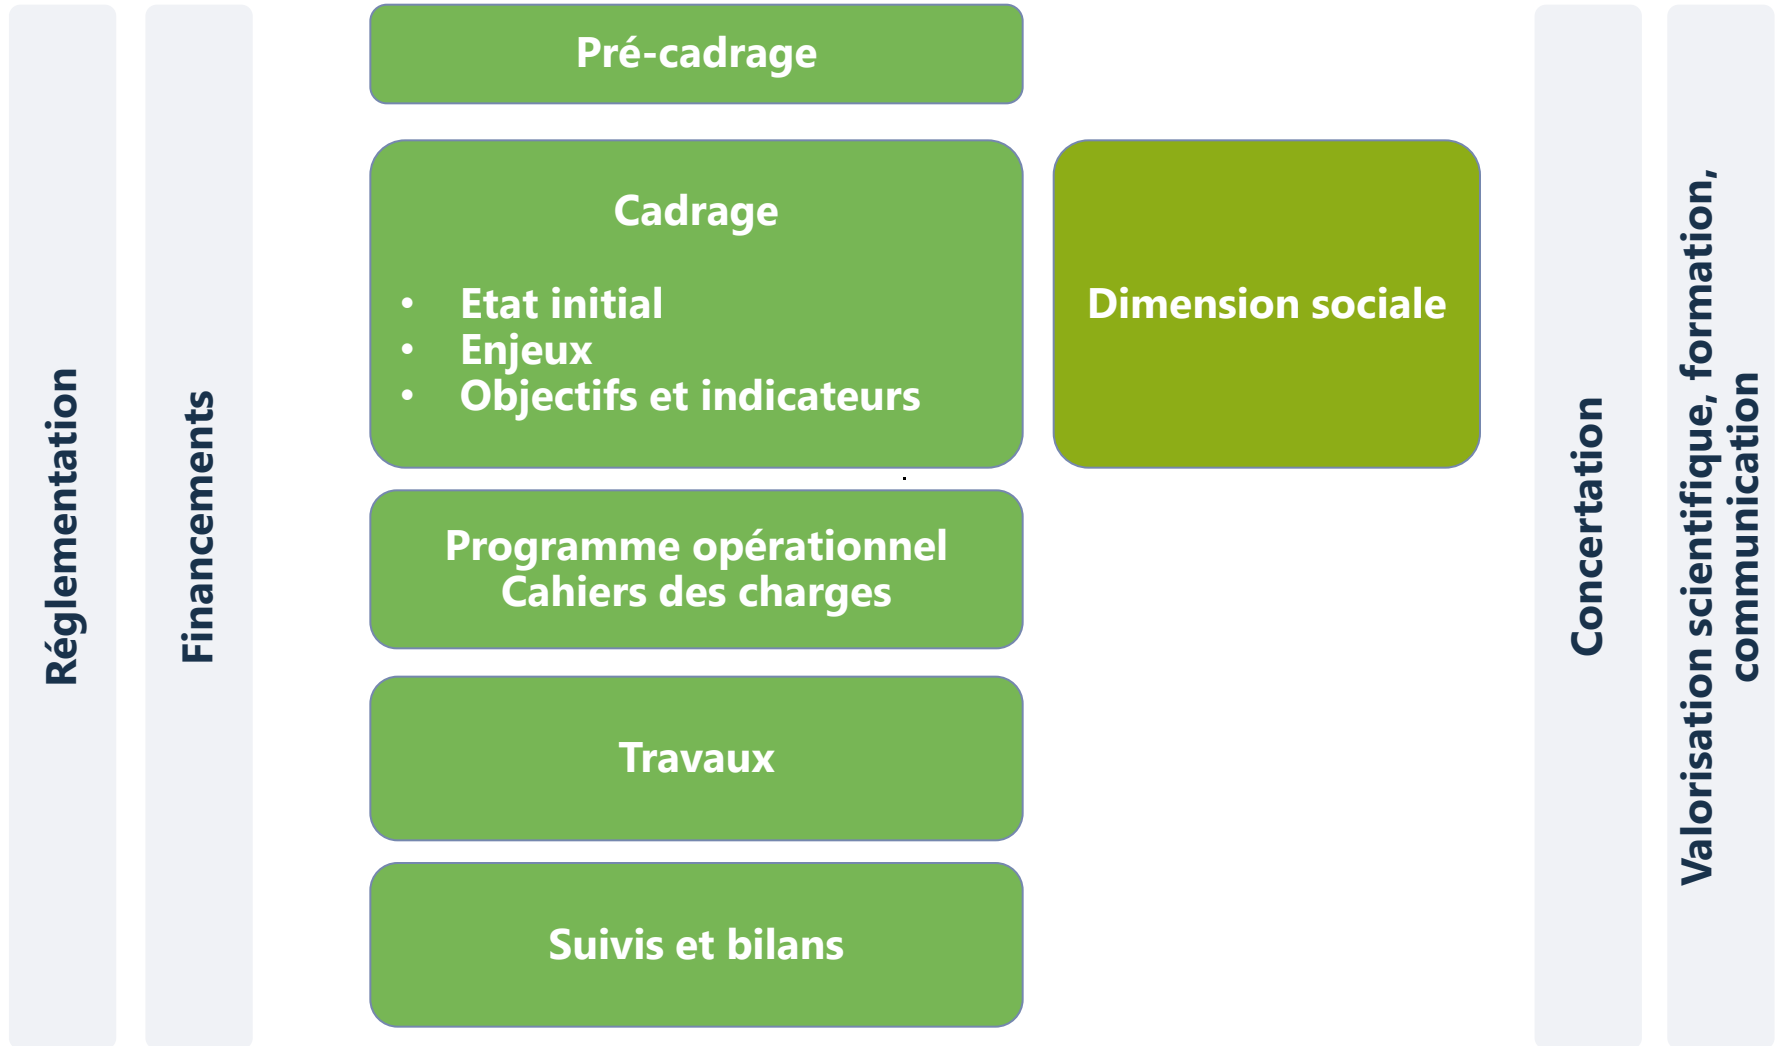 Réglementation
Financements
Pré-cadrage
Cadrage
• Etat initial
• Enjeux
• Objectifs et indicateurs
Dimension sociale
Programme opérationnel
Cahiers des charges
Travaux
Suivis et bilans
Concertation
Valorisation scientifique, formation,
communication